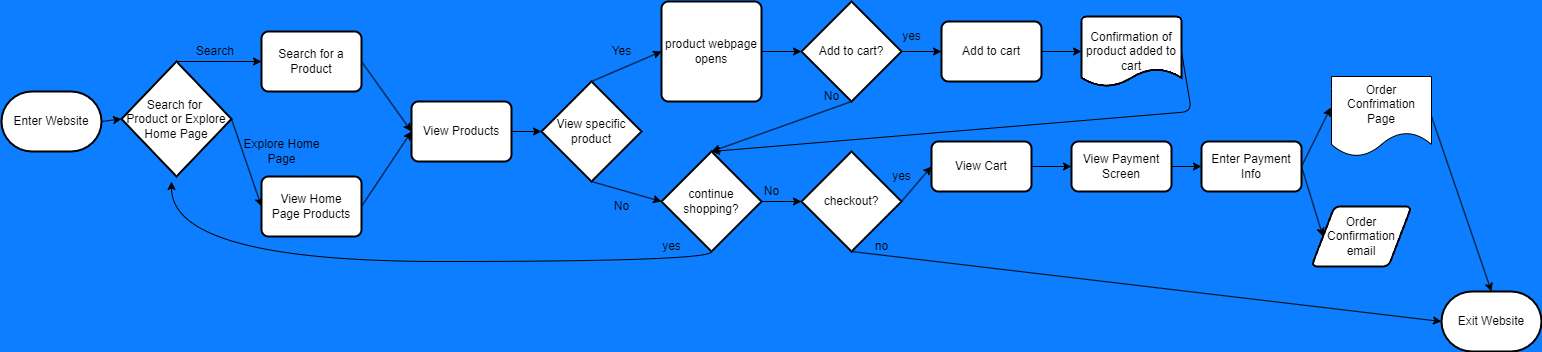 Enter Website
Search for
Product or Explore
Home Page
Search
Search for a
Product
Explore Home
Page
View Home
Page Products
View Products
View specific
product
Yes
No
product webpage
opens
Add to cart?
yes
No
Add to cart
Confirmation of
product added to
cart
continue
shopping?
yes
No
checkout?
yes
no
View Cart
View Payment
Screen
Enter Payment
Info
Order
Confrimation
Page
Order
Confirmation
email
Exit Website